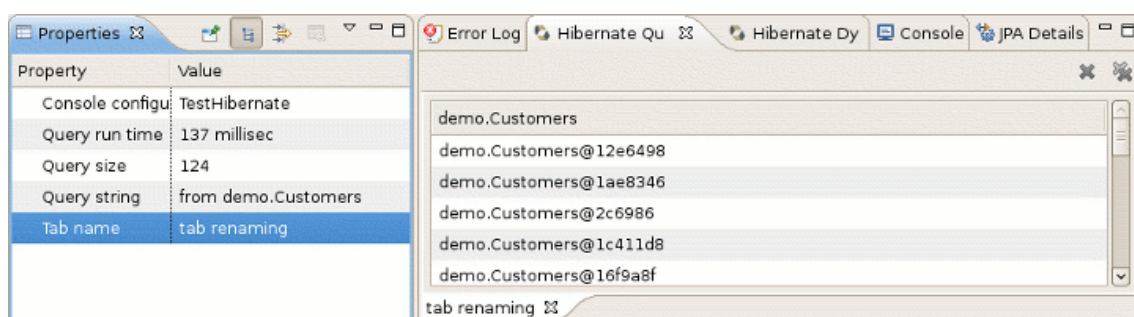 Properties
Property Value
Console configu TestHibernate
Query run time 137 millisec
Query size 124
Query string from demo.Customers
Tab name tab renaming
Error Log Hibernate Qu Hibernate Dy Console JPA Details
demo.Customers
demo.Customers@12e6498
demo.Customers@1ae8346
demo.Customers@2c6986
demo.Customers@1c411d8
demo.Customers@16f9a8f
tab renaming